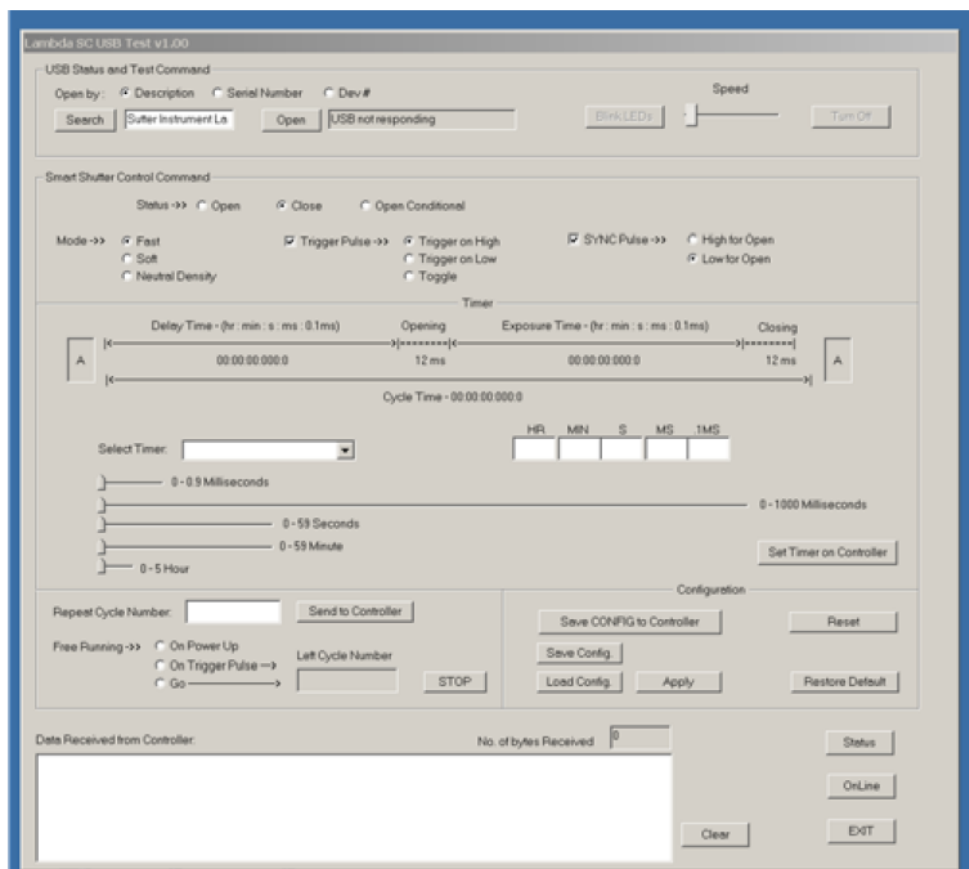 Lambda SC USB Test v1.00
USB Status and Test Command
Open by : Description Serial Number Dev #
Speed
Search Sutter Instrument La Open USB not responding Blink LEDs Turn Off
Smart Shutter Control Command
Status ->> Open Close Open Conditional
Mode ->> Fast Trigger Pulse ->> Trigger on High SYNC Pulse ->> High for Open
Soft Trigger on Low Low for Open
Neutral Density Toggle
Timer
Delay Time - (hr : min : s : ms : 0.1ms) Opening Exposure Time - (hr : min : s : ms : 0.1ms) Closing
A 00:00:00:000:0 12 ms 00:00:00:000:0 12 ms A
Cycle Time - 00:00:00:000:0
HR MIN S MS .1MS
Select Timer:
0 - 0.9 Milliseconds
0 - 1000 Milliseconds
0 - 59 Seconds
0 - 59 Minute
Set Timer on Controller
0 - 5 Hour
Configuration
Repeat Cycle Number: Send to Controller
Save CONFIG to Controller Reset
Free Running ->> On Power Up
Left Cycle Number
Save Config.
On Trigger Pulse -->
Go ---------->
STOP Load Config. Apply Restore Default
Data Received from Controller: No. of bytes Received 0
Status
OnLine
Clear EXIT